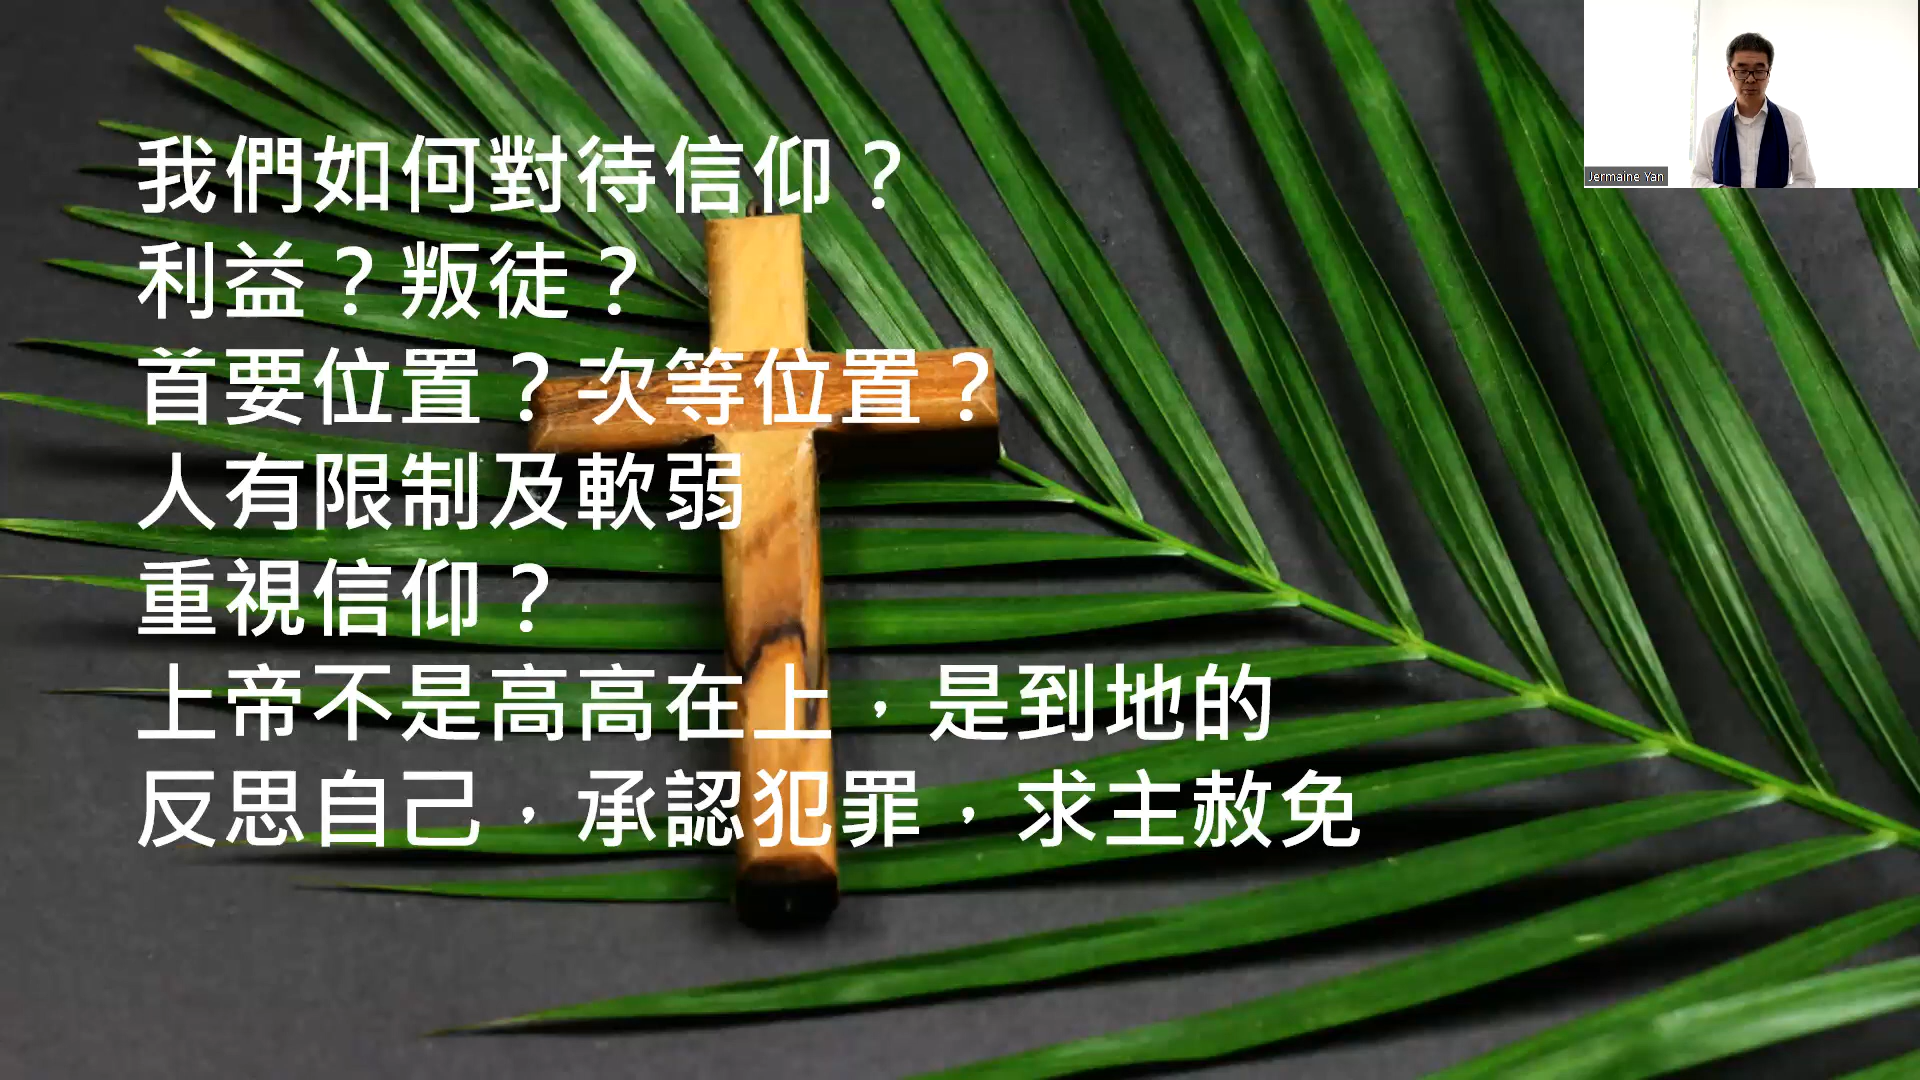 我們如何對待信仰？
利益？叛徒？
首要位置？次等位置？
人有限制及軟弱
重視信仰？
上帝不是高高在上，是到地的
反思自己，承認犯罪，求主赦免
Jermaine Yan